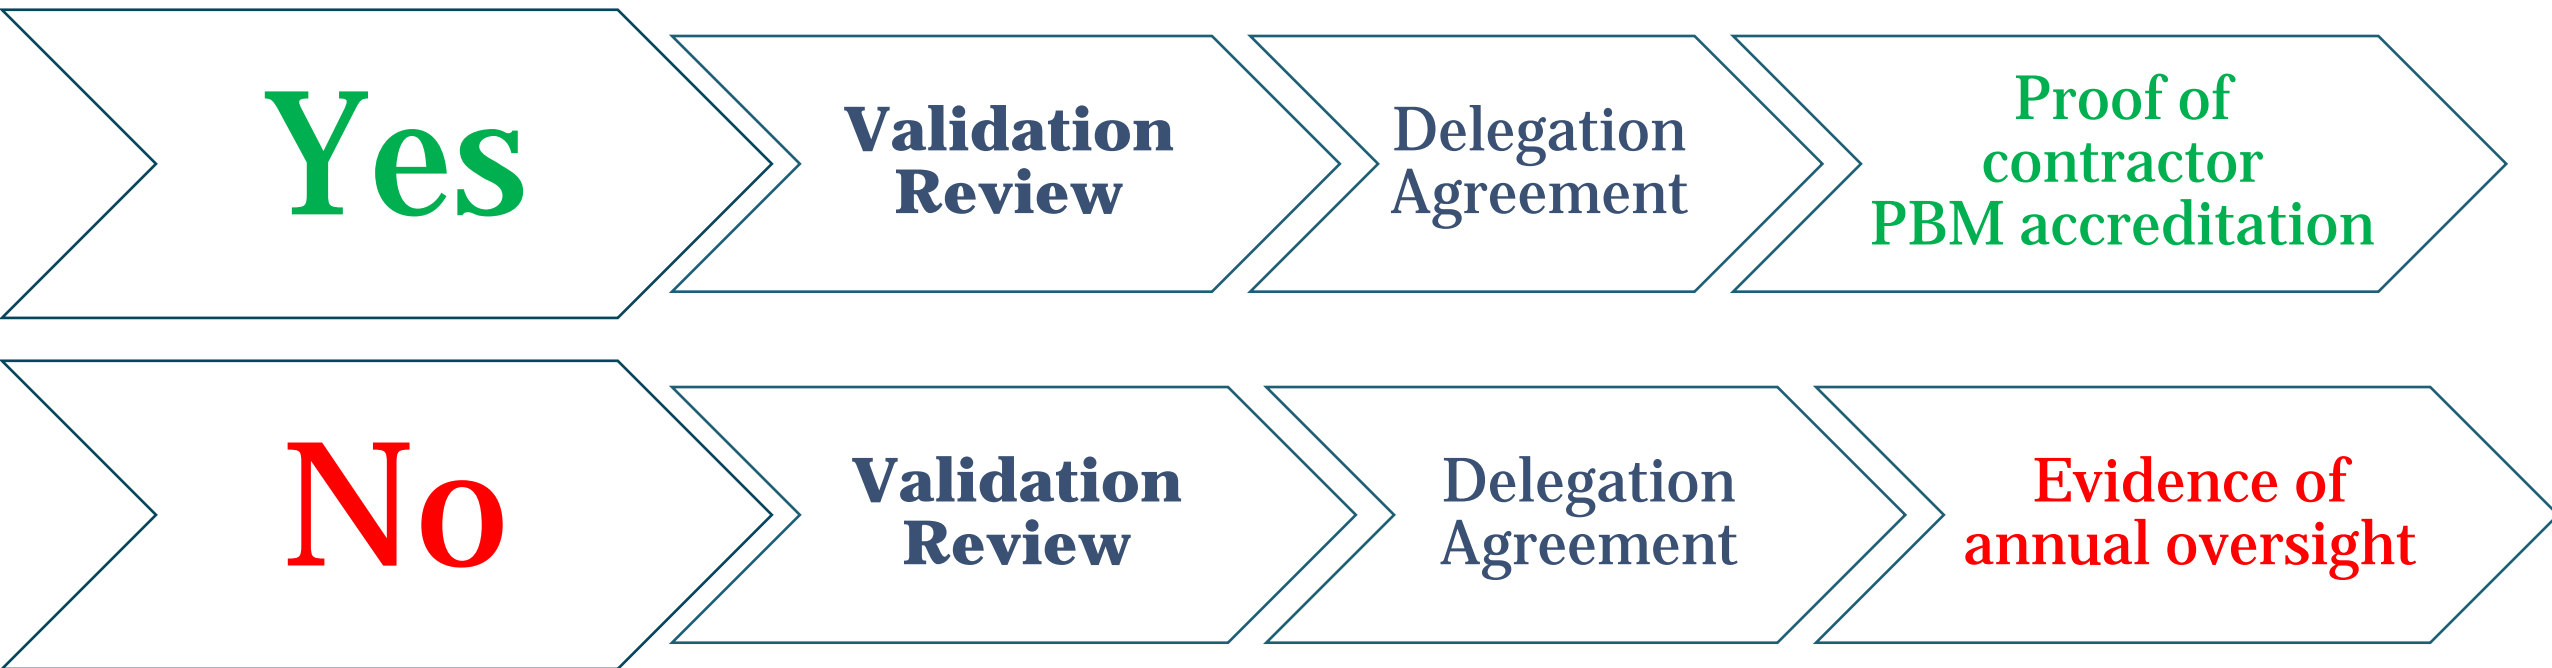 Yes
Validation
Review
Delegation
Agreement
Proof of
contractor
PBM accreditation
No
Validation
Review
Delegation
Agreement
Evidence of
annual oversight